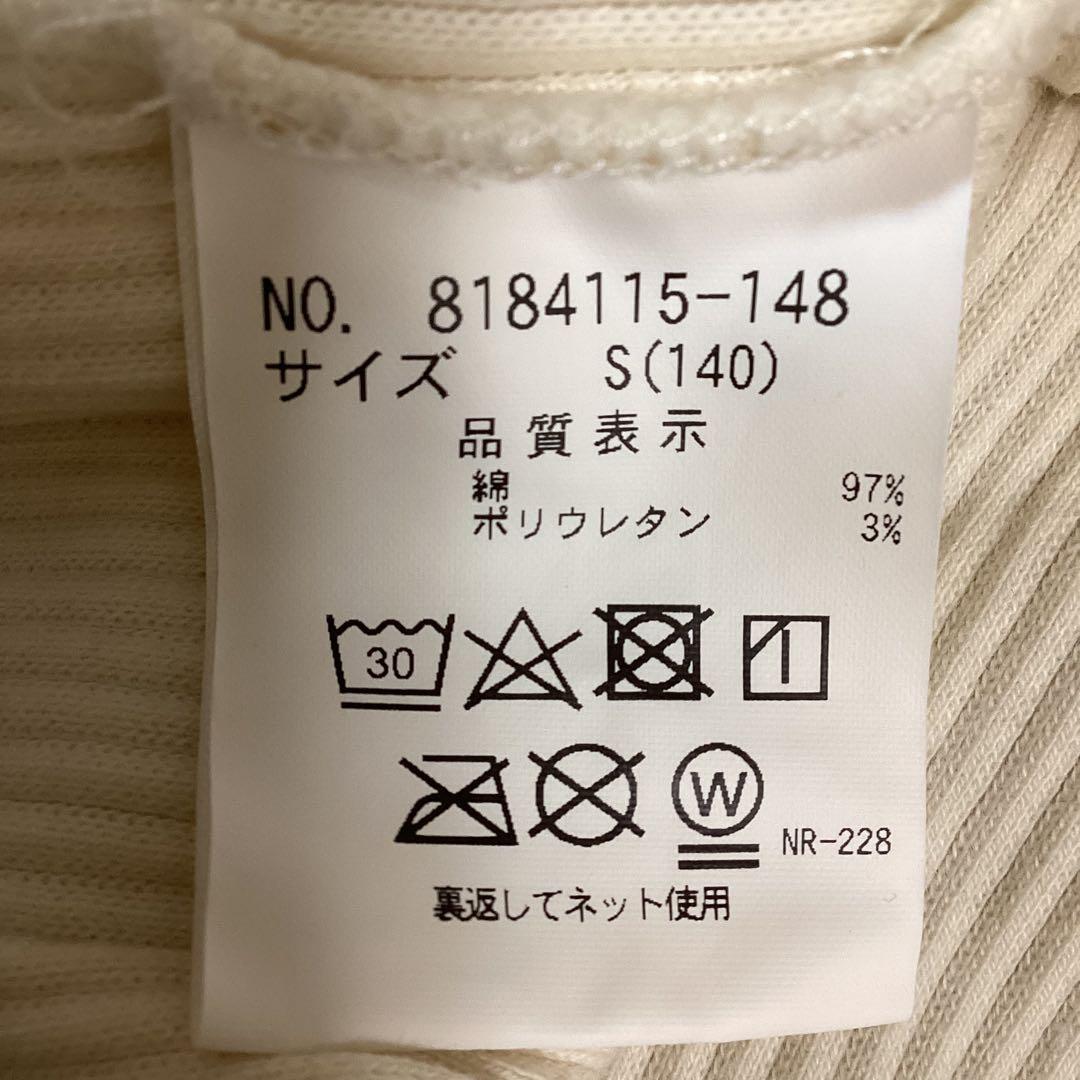 NO. 8184115-148
サイズ S(140)
品質表示
綿 97%
ポリウレタン 3%
30
W
NR-228
裏返してネット使用